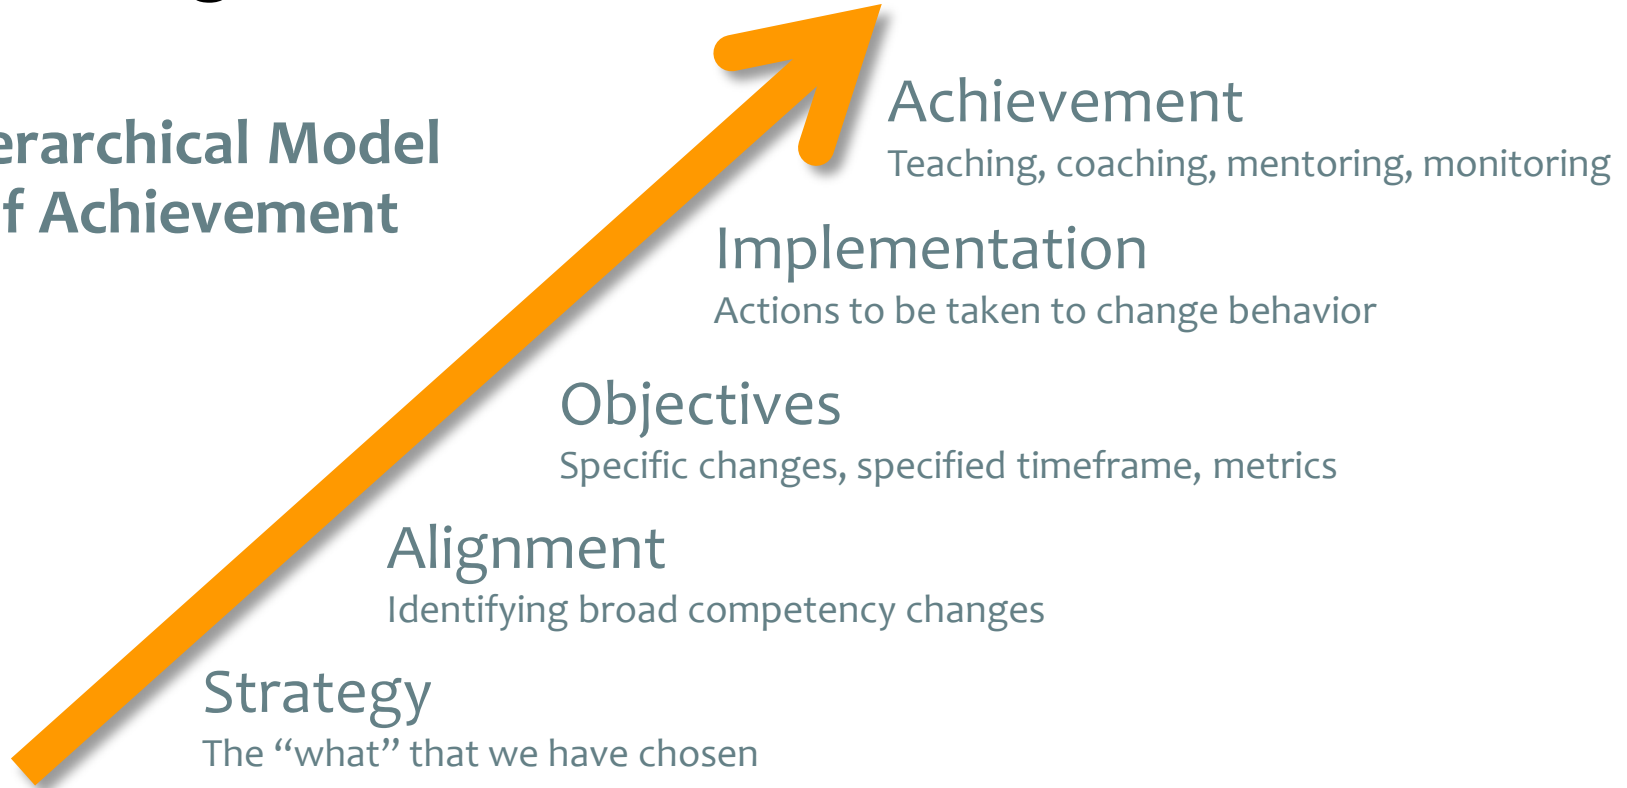 erarchical Model
f Achievement
Achievement
Teaching, coaching, mentoring, monitoring
Implementation
Actions to be taken to change behavior
Objectives
Specific changes, specified timeframe, metrics
Alignment
Identifying broad competency changes
Strategy
The “what” that we have chosen